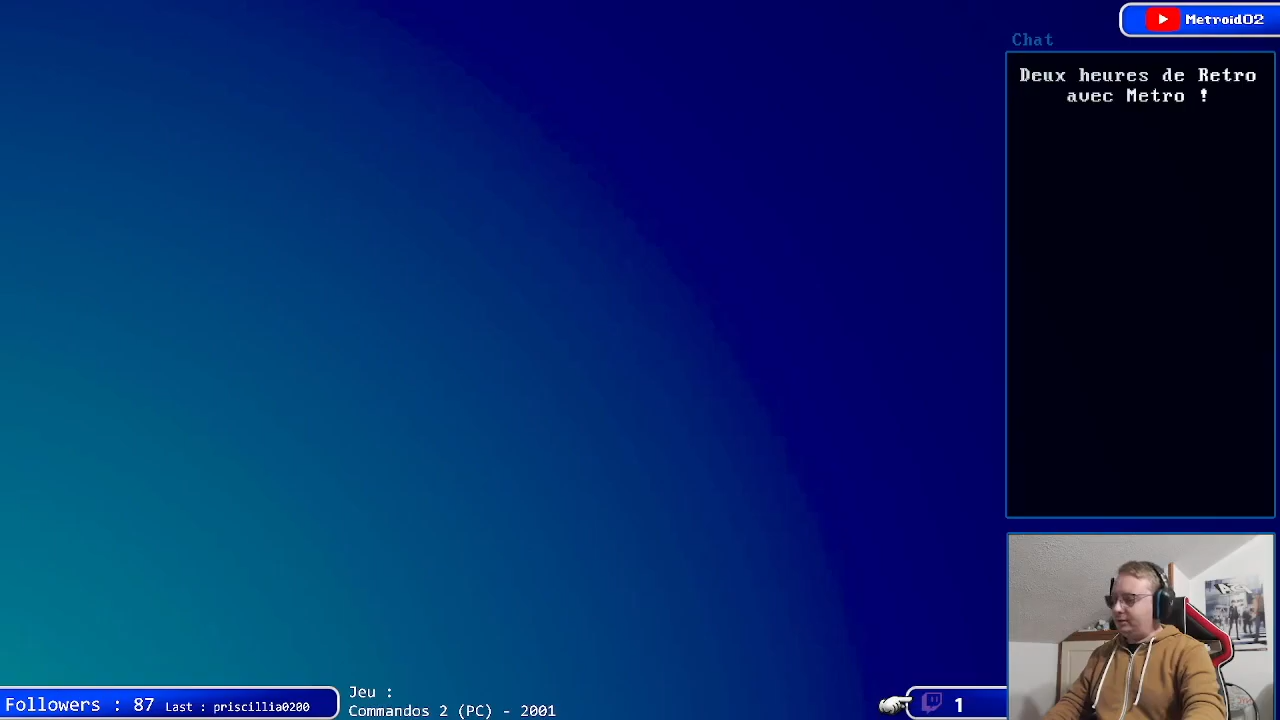 Metroid02
Chat
Deux heures de Retro
avec Metro !
Followers : 87 Last : priscillia0200
Jeu :
Commandos 2 (PC) - 2001
1